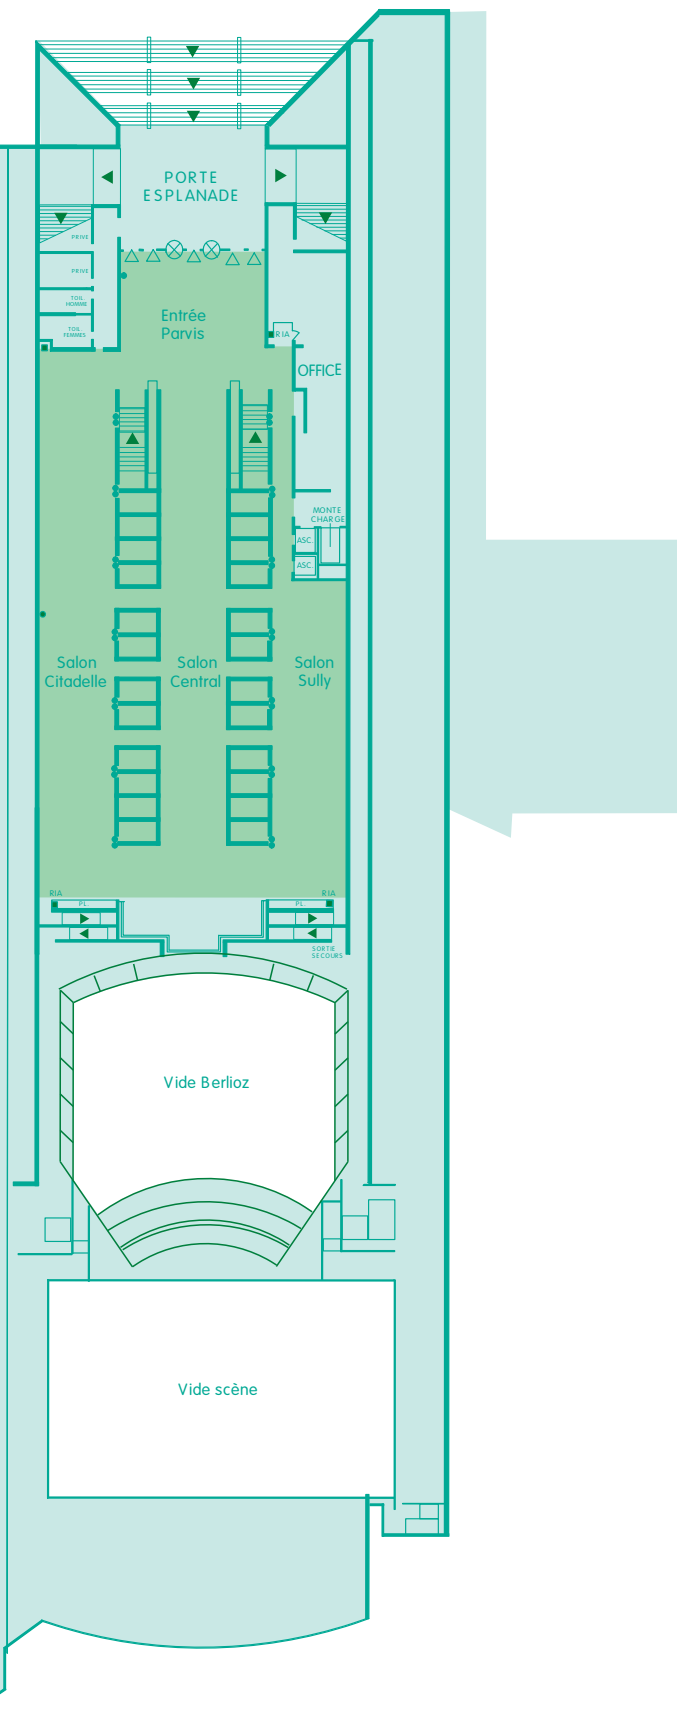 PORTE
ESPLANADE
PRIVE
PRIVE
TOIL.
HOMME
TOIL.
FEMMES
Entrée
Parvis
RIA
OFFICE
MONTE
CHARGE
ASC.
ASC.
Salon
Citadelle
Salon
Central
Salon
Sully
RIA
RIA
PL.
PL.
SORTIE
SECOURS
Vide Berlioz
Vide scène